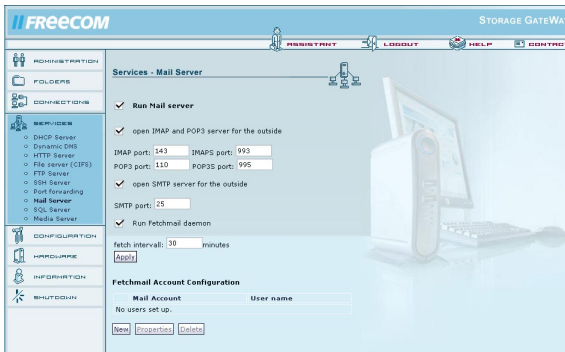 FREECOM
STORAGE GATEWA
ASSISTANT LOGOUT HELP CONTAC
ADMINISTRATION
FOLDERS
CONNECTIONS
SERVICES
DHCP Server
Dynamic DNS
HTTP Server
File server (CIFS)
FTP Server
SSH Server
Port forwarding
Mail Server
SQL Server
Media Server
CONFIGURATION
HARDWARE
INFORMATION
SHUTDOWN
Services - Mail Server
Run Mail server
open IMAP and POP3 server for the outside
IMAP port: 143 IMAPS port: 993
POP3 port: 110 POP3S port: 995
open SMTP server for the outside
SMTP port: 25
Run Fetchmail daemon
fetch intervall: 30 minutes
Apply
Fetchmail Account Configuration
Mail Account User name
No users set up.
New Properties Delete